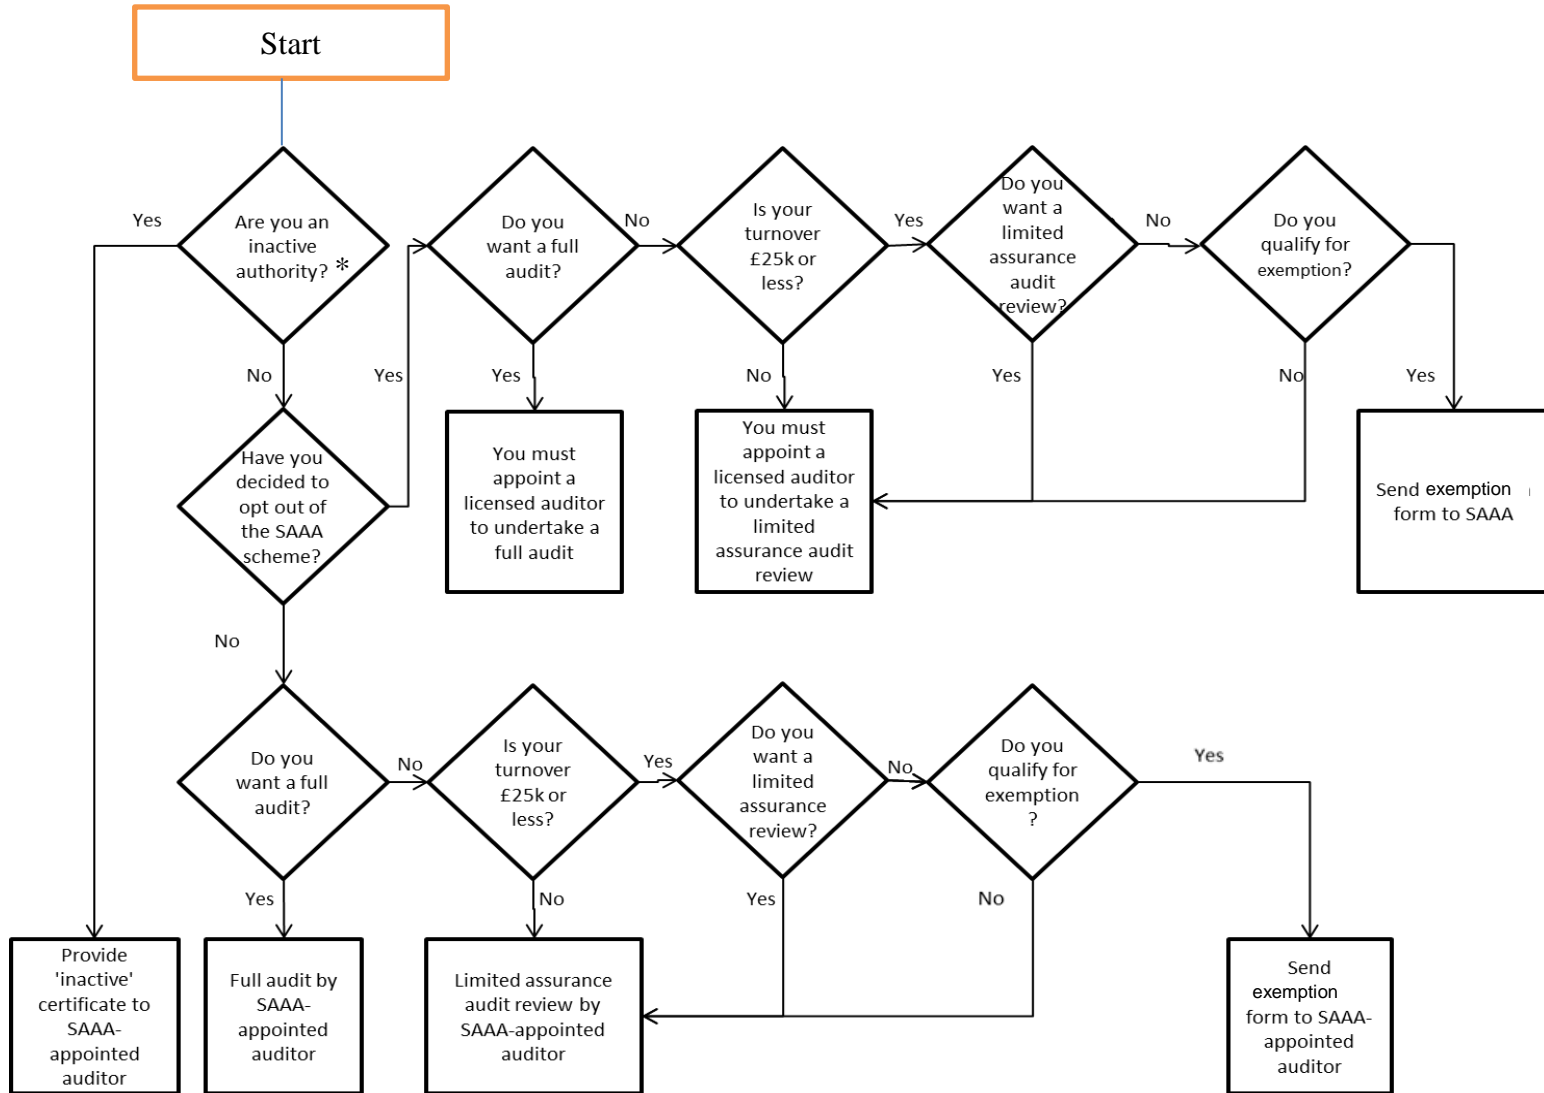 Start
Yes
Are you an
inactive
authority? *
Do you
want a full
audit?
No
Is your
turnover
£25k or
less?
Yes
Do you
want a
limited
assurance
audit
review?
No
Do you
qualify for
exemption?
No
Yes
Yes
No
Yes
No
Yes
Have you
decided to
opt out of
the SAAA
scheme?
You must
appoint a
licensed auditor
to undertake a
full audit
You must
appoint a
licensed auditor
to undertake a
limited
assurance audit
review
Send exemption
form to SAAA
No
Do you
want a full
audit?
No
Is your
turnover
£25k or
less?
Yes
Do you
want a
limited
assurance
review?
No
Do you
qualify for
exemption
?
Yes
Yes
No
Yes
No
Provide
'inactive'
certificate to
SAAA-
appointed
auditor
Full audit by
SAAA-
appointed
auditor
Limited assurance
audit review by
SAAA-appointed
auditor
Send
exemption
form to SAAA-
appointed
auditor